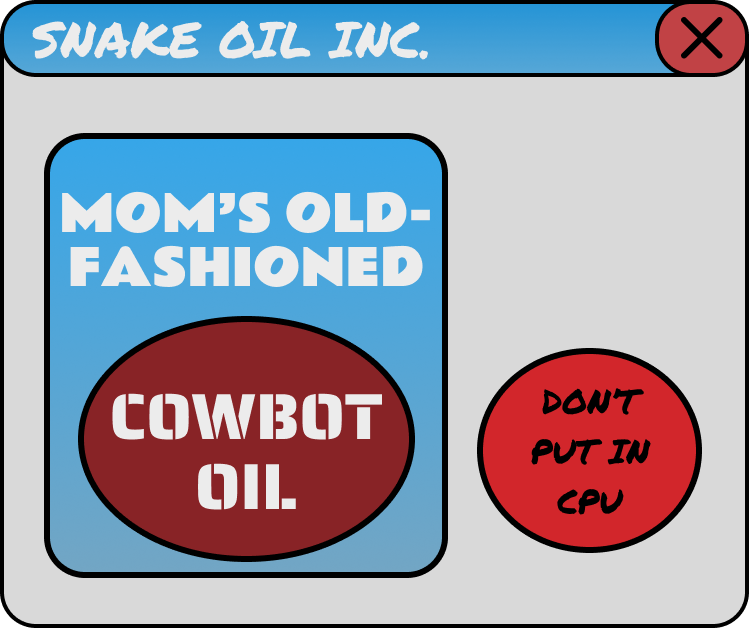 SNAKE OIL INC.
MOM'S OLD-
FASHIONED
COWBOT
OIL
DON'T
PUT IN
CPU